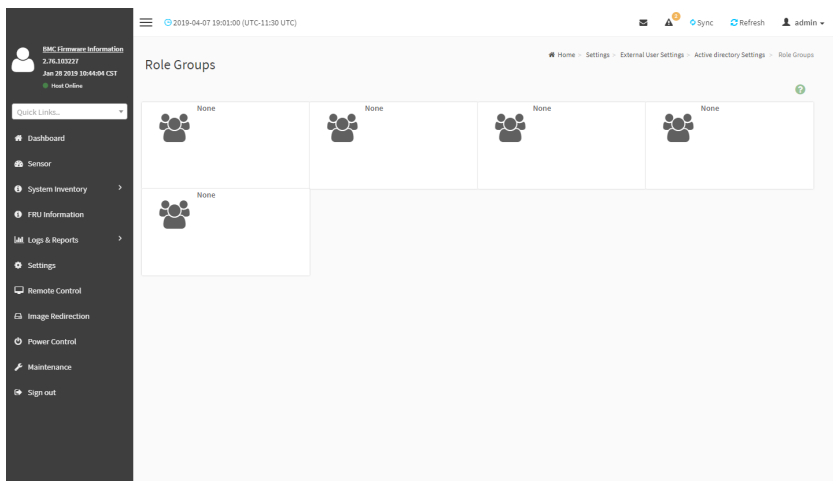 2019-04-07 19:01:00 (UTC-11:30 UTC)
Sync
Refresh
admin
BMC Firmware Information
2.76.103227
Jan 28 2019 10:44:04 CST
Host Online
Quick Links...
Dashboard
Sensor
System Inventory
FRU Information
Logs & Reports
Settings
Remote Control
Image Redirection
Power Control
Maintenance
Sign out
Role Groups
Home > Settings > External User Settings > Active directory Settings > Role Groups
None
None
None
None
None